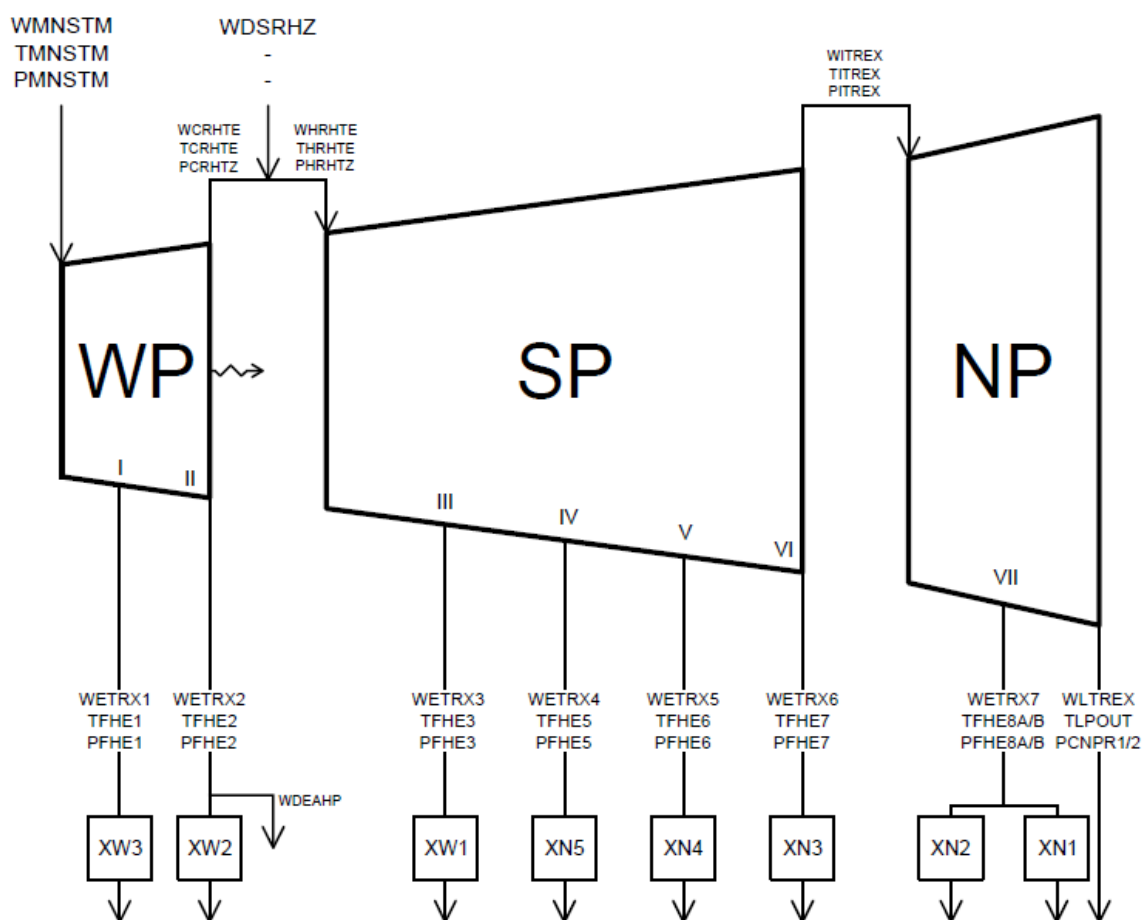 WMNSTM
TMNSTM
PMNSTM
WDSRHZ
-
-
WITREX
TITREX
PITREX
WCRHTE
TCRHTE
PCRHTZ
WHRHTE
THRHTE
PHRHTZ
WP
SP
NP
I
II
III
IV
V
VI
VII
WETRX1
TFHE1
PFHE1
WETRX2
TFHE2
PFHE2
WETRX3
TFHE3
PFHE3
WETRX4
TFHE5
PFHE5
WETRX5
TFHE6
PFHE6
WETRX6
TFHE7
PFHE7
WETRX7
TFHE8A/B
PFHE8A/B
WLTREX
TLPOUT
PCNPR1/2
WDEAHP
XW3
XW2
XW1
XN5
XN4
XN3
XN2
XN1